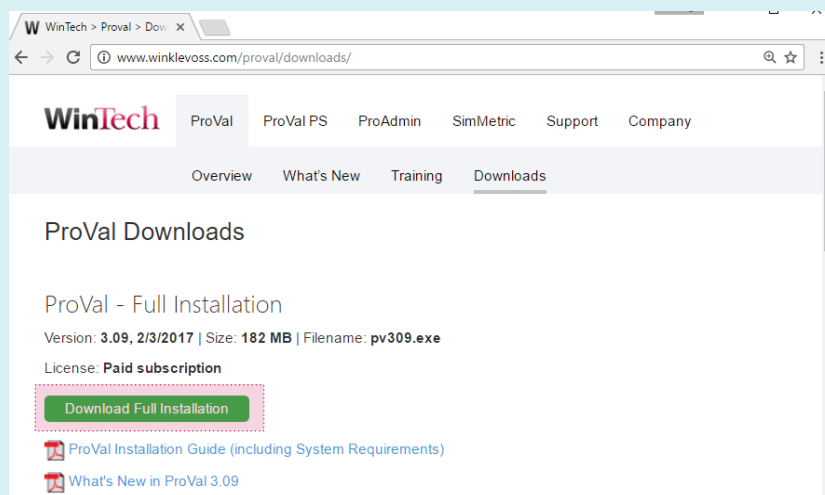 WinTech > Proval > Dow
www.winklevoss.com/proval/downloads/
WinTech ProVal ProVal PS ProAdmin SimMetric Support Company
Overview What's New Training Downloads
ProVal Downloads
ProVal - Full Installation
Version: 3.09, 2/3/2017 | Size: 182 MB | Filename: pv309.exe
License: Paid subscription
Download Full Installation
ProVal Installation Guide (including System Requirements)
What's New in ProVal 3.09